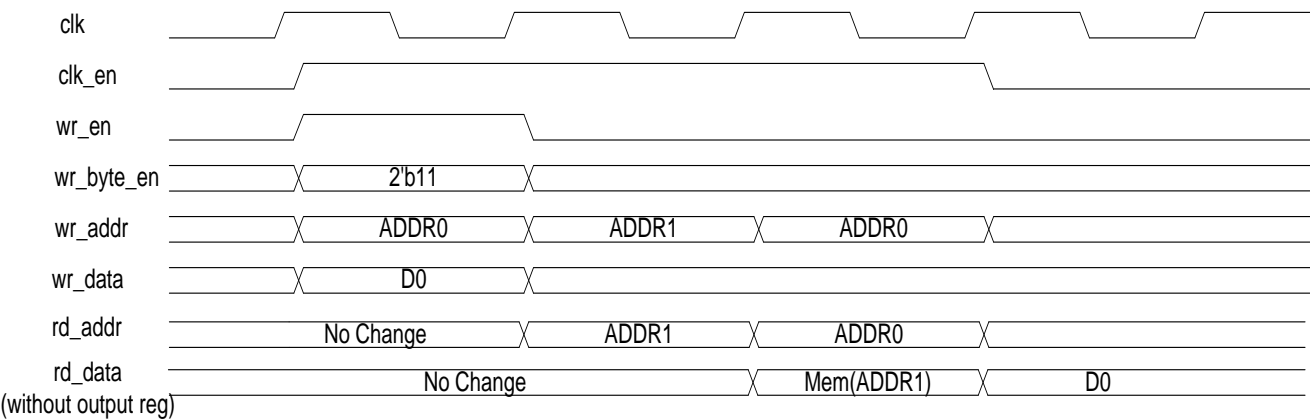 clk
clk_en
wr_en
wr_byte_en 2'b11
wr_addr ADDR0 ADDR1 ADDR0
wr_data D0
rd_addr No Change ADDR1 ADDR0
rd_data No Change Mem(ADDR1) D0
(without output reg)